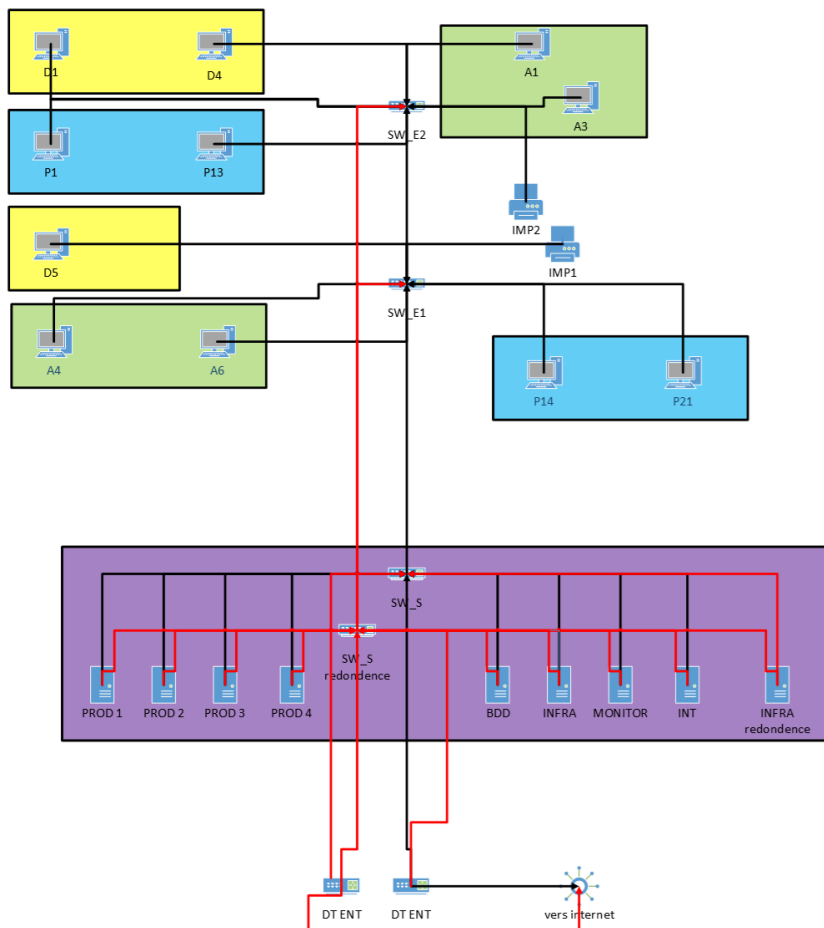 D1
D4
A1
A3
SW_E2
P1
P13
IMP2
D5
IMP1
SW_E1
A4
A6
P14
P21
SW_S
SW_S
redondence
PROD 1
PROD 2
PROD 3
PROD 4
BDD
INFRA
MONITOR
INT
INFRA
redondence
DT ENT
DT ENT
vers internet